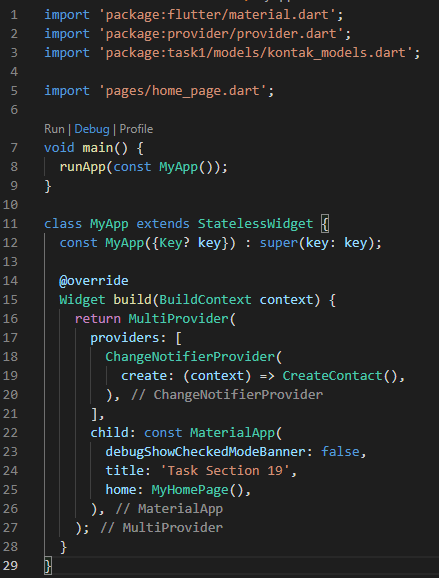 1 import 'package:flutter/material.dart';
2 import 'package:provider/provider.dart';
3 import 'package:task1/models/kontak_models.dart';
4
5 import 'pages/home_page.dart';
6
Run | Debug | Profile
7 void main() {
8   runApp(const MyApp());
9 }
10
11 class MyApp extends StatelessWidget {
12   const MyApp({Key? key}) : super(key: key);
13
14   @override
15   Widget build(BuildContext context) {
16     return MultiProvider(
17       providers: [
18         ChangeNotifierProvider(
19           create: (context) => CreateContact(),
20         ), // ChangeNotifierProvider
21       ],
22       child: const MaterialApp(
23         debugShowCheckedModeBanner: false,
24         title: 'Task Section 19',
25         home: MyHomePage(),
26       ), // MaterialApp
27     ); // MultiProvider
28   }
29 }